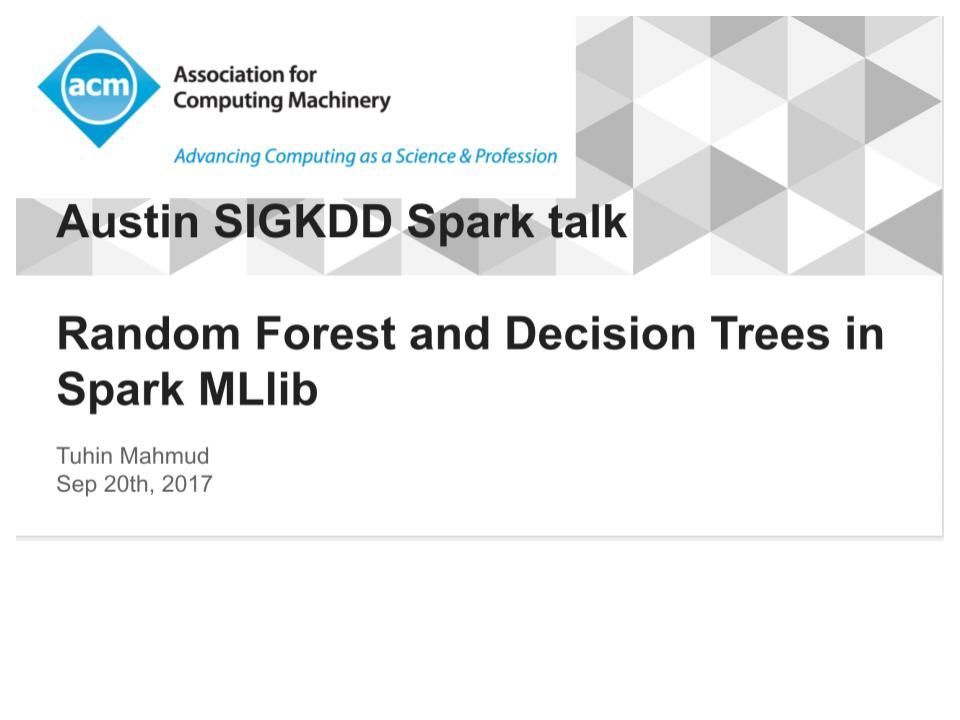 acm
Association for
Computing Machinery
Advancing Computing as a Science & Profession
Austin SIGKDD Spark talk
Random Forest and Decision Trees in
Spark MLlib
Tuhin Mahmud
Sep 20th, 2017